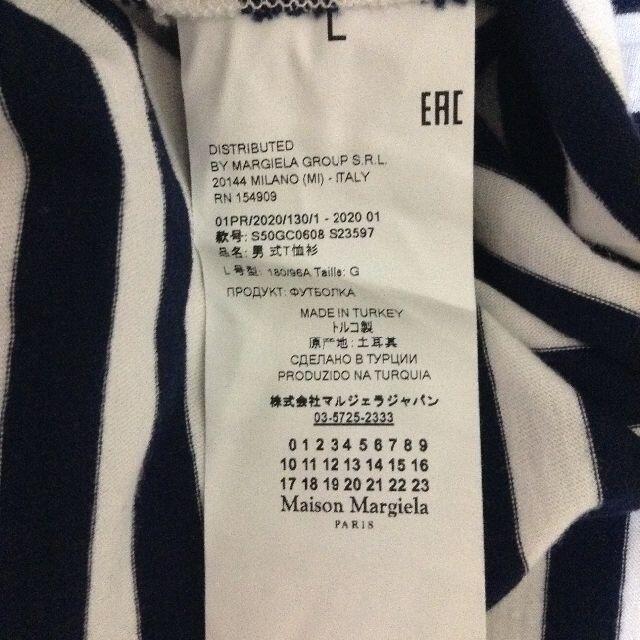 L
EAC
DISTRIBUTED
BY MARGIELA GROUP S.R.L.
20144 MILANO (MI) - ITALY
RN 154909
01PR/2020/130/1 - 2020 01
款号: S50GC0608 S23597
品名: 男 式T恤衫
L 号型: 180/96A Taille: G
ПРОДУКТ: ФУТБОЛКА
MADE IN TURKEY
トルコ製
原产地: 土耳其
СДЕЛАНО В ТУРЦИИ
PRODUZIDO NA TURQUIA
株式会社マルジェラジャパン
03-5725-2333
0 1 2 3 4 5 6 7 8 9
10 11 12 13 14 15 16
17 18 19 20 21 22 23
Maison Margiela
PARIS